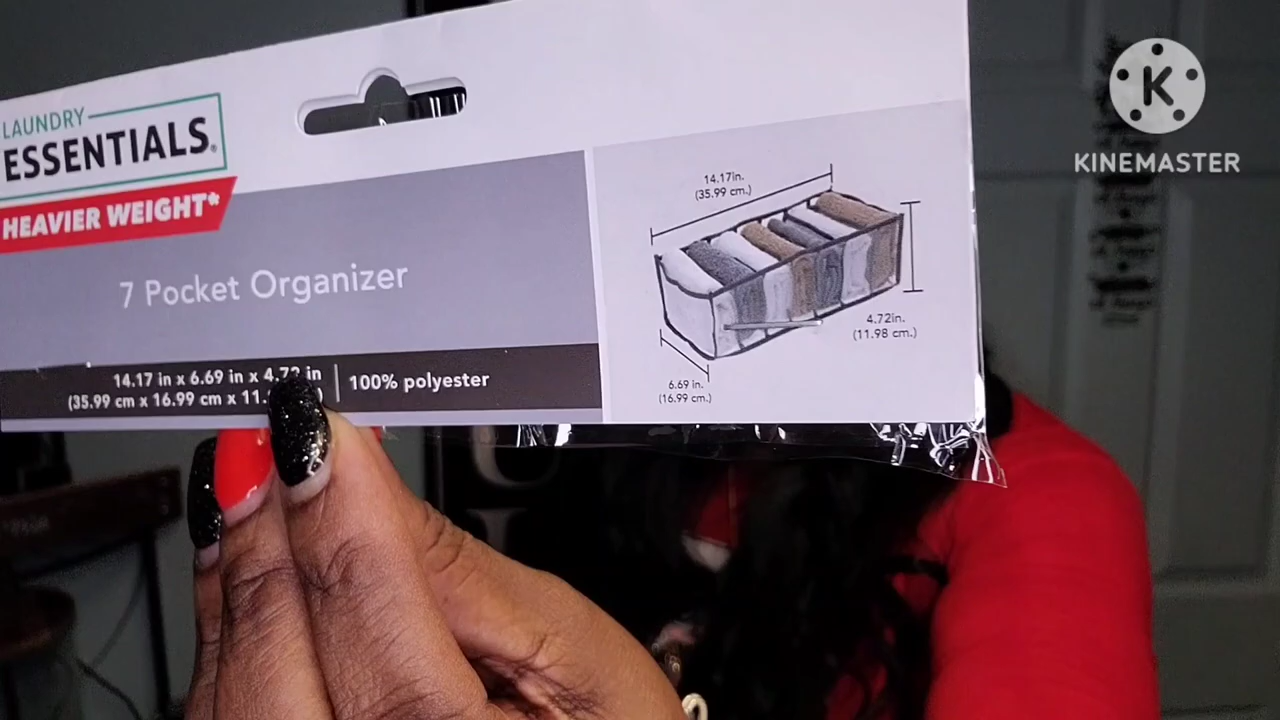 LAUNDRY
ESSENTIALS®
HEAVIER WEIGHT*
7 Pocket Organizer
14.17 in x 6.69 in x 4.72 in | 100% polyester
(35.99 cm x 16.99 cm x 11.
14.17in.
(35.99 cm.)
4.72in.
(11.98 cm.)
6.69 in.
(16.99 cm.)
K
KINEMASTER